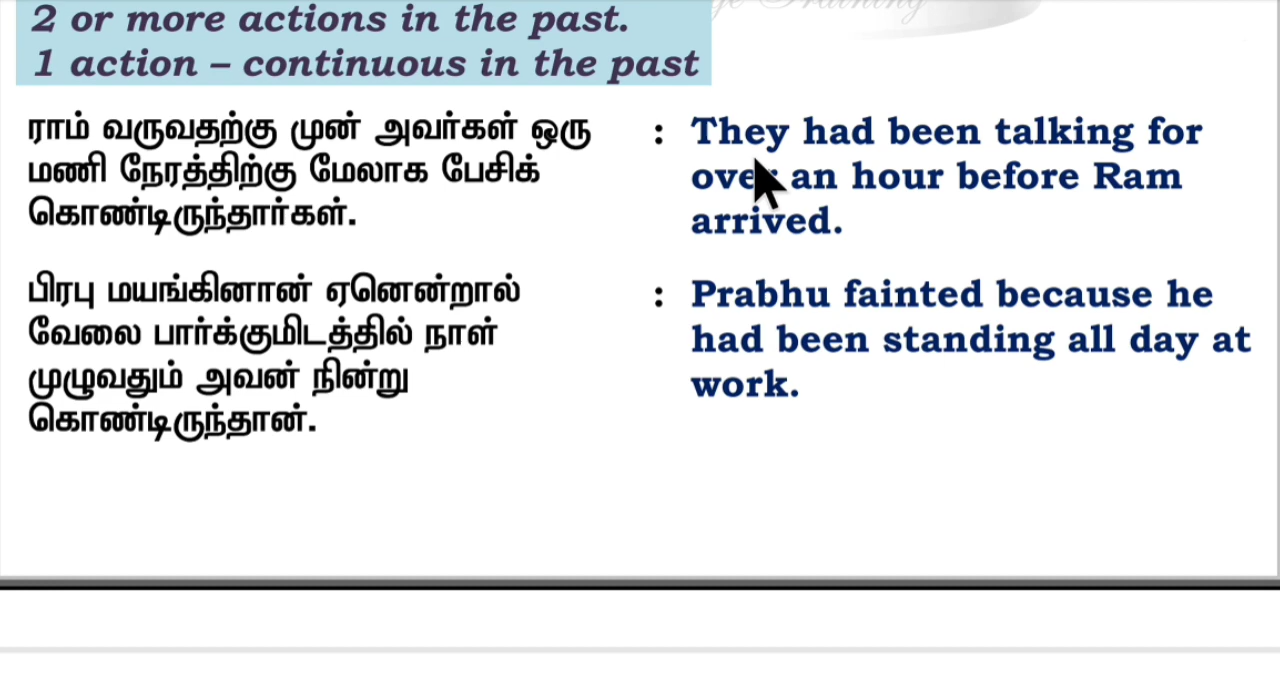 2 or more actions in the past.
1 action – continuous in the past
ராம் வருவதற்கு முன் அவர்கள் ஒரு
மணி நேரத்திற்கு மேலாக பேசிக்
கொண்டிருந்தார்கள்.
: They had been talking for
over an hour before Ram
arrived.
பிரபு மயங்கினான் ஏனென்றால்
வேலை பார்க்குமிடத்தில் நாள்
முழுவதும் அவன் நின்று
கொண்டிருந்தான்.
: Prabhu fainted because he
had been standing all day at
work.